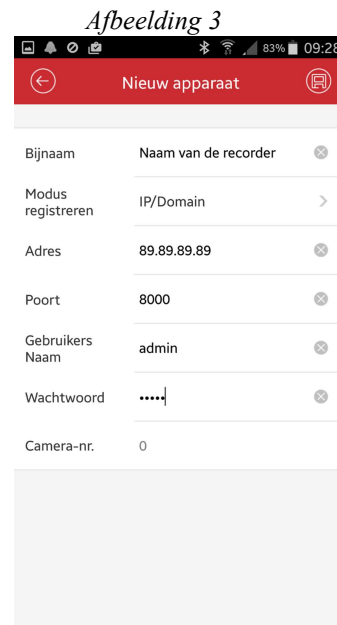 Afbeelding 3
83% 09:28
Nieuw apparaat
Bijnaam Naam van de recorder
Modus
registreren IP/Domain
Adres 89.89.89.89
Poort 8000
Gebruikers
Naam admin
Wachtwoord •••••
Camera-nr. 0